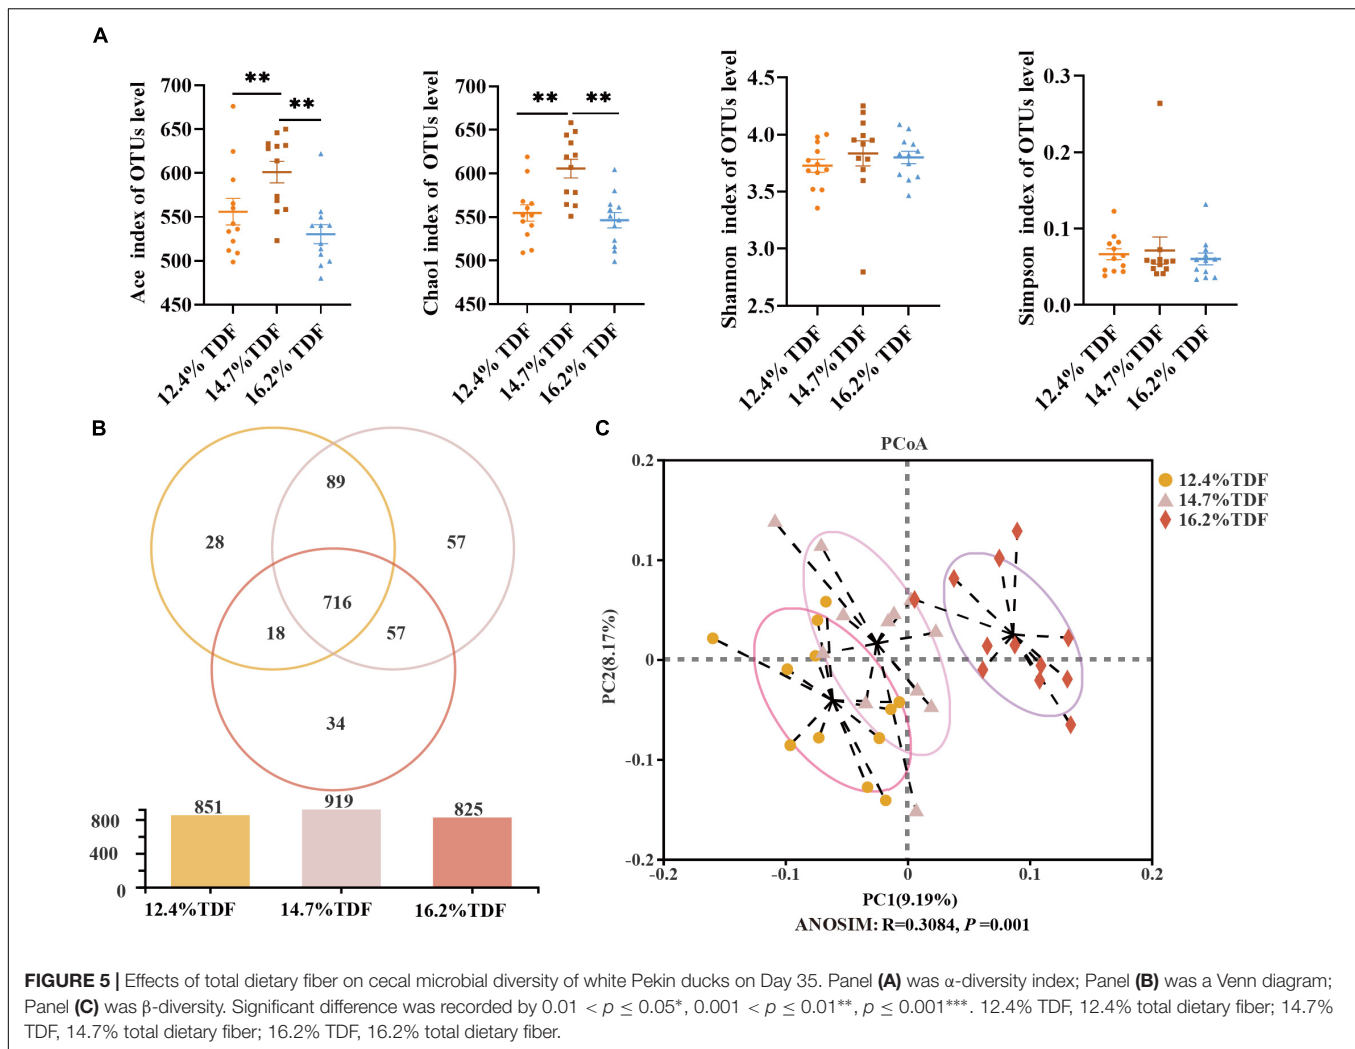 A
Ace index of OTUs level
700
650
600
550
500
450
**
**
12.4% TDF
14.7%TDF
16.2% TDF
Chao1 index of OTUs level
700
650
600
550
500
450
**
**
12.4% TDF
14.7%TDF
16.2% TDF
Shannon index of OTUs level
4.5
4.0
3.5
3.0
2.5
12.4% TDF
14.7% TDF
16.2% TDF
Simpson index of OTUs level
0.3
0.2
0.1
0.0
12.4% TDF
14.7% TDF
16.2% TDF
B
89
28
57
716
18
57
34
800
400
0
851
919
825
12.4%TDF
14.7%TDF
16.2%TDF
C
PCoA
PC2(8.17%)
0.2
0.1
0
-0.1
-0.2
-0.2
-0.1
0
0.1
0.2
12.4%TDF
14.7%TDF
16.2%TDF
PC1(9.19%)
ANOSIM: R=0.3084, P =0.001
FIGURE 5 | Effects of total dietary fiber on cecal microbial diversity of white Pekin ducks on Day 35. Panel (A) was α-diversity index; Panel (B) was a Venn diagram;
Panel (C) was β-diversity. Significant difference was recorded by 0.01 < p ≤ 0.05*, 0.001 < p ≤ 0.01**, p ≤ 0.001***. 12.4% TDF, 12.4% total dietary fiber; 14.7%
TDF, 14.7% total dietary fiber; 16.2% TDF, 16.2% total dietary fiber.